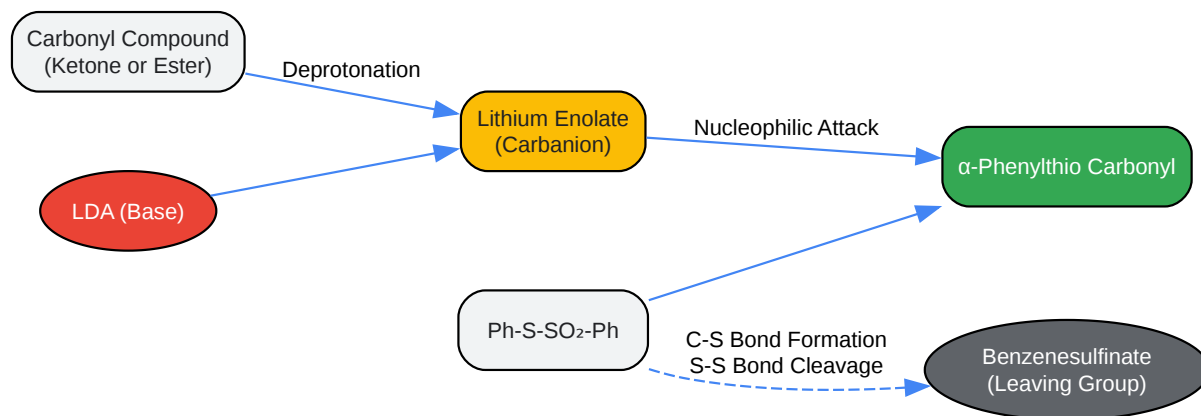 Carbonyl Compound
(Ketone or Ester)
Deprotonation
Lithium Enolate
(Carbanion)
Nucleophilic Attack
α-Phenylthio Carbonyl
LDA (Base)
Ph-S-SO₂-Ph
C-S Bond Formation
S-S Bond Cleavage
Benzenesulfinate
(Leaving Group)